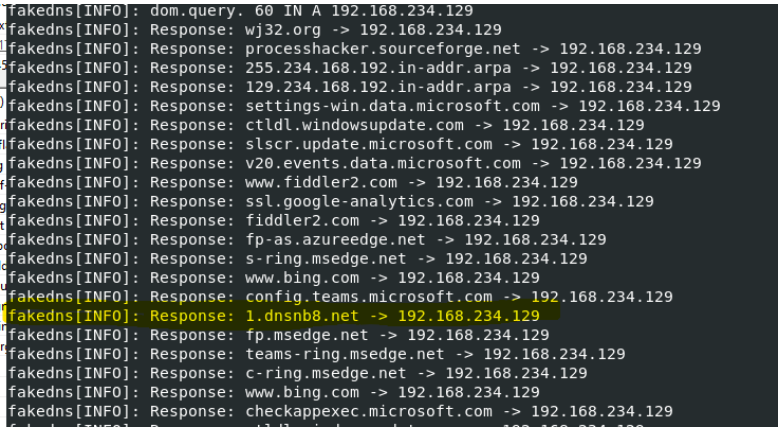 fakedns[INFO]: dom.query. 60 IN A 192.168.234.129
fakedns[INFO]: Response: wj32.org -> 192.168.234.129
fakedns[INFO]: Response: processhacker.sourceforge.net -> 192.168.234.129
fakedns[INFO]: Response: 255.234.168.192.in-addr.arpa -> 192.168.234.129
fakedns[INFO]: Response: 129.234.168.192.in-addr.arpa -> 192.168.234.129
fakedns[INFO]: Response: settings-win.data.microsoft.com -> 192.168.234.129
fakedns[INFO]: Response: ctldl.windowsupdate.com -> 192.168.234.129
fakedns[INFO]: Response: slscr.update.microsoft.com -> 192.168.234.129
fakedns[INFO]: Response: v20.events.data.microsoft.com -> 192.168.234.129
fakedns[INFO]: Response: www.fiddler2.com -> 192.168.234.129
fakedns[INFO]: Response: ssl.google-analytics.com -> 192.168.234.129
fakedns[INFO]: Response: fiddler2.com -> 192.168.234.129
fakedns[INFO]: Response: fp-as.azureedge.net -> 192.168.234.129
fakedns[INFO]: Response: s-ring.msedge.net -> 192.168.234.129
fakedns[INFO]: Response: www.bing.com -> 192.168.234.129
fakedns[INFO]: Response: config.teams.microsoft.com -> 192.168.234.129
fakedns[INFO]: Response: 1.dnsnb8.net -> 192.168.234.129
fakedns[INFO]: Response: fp.msedge.net -> 192.168.234.129
fakedns[INFO]: Response: teams-ring.msedge.net -> 192.168.234.129
fakedns[INFO]: Response: c-ring.msedge.net -> 192.168.234.129
fakedns[INFO]: Response: www.bing.com -> 192.168.234.129
fakedns[INFO]: Response: checkappexec.microsoft.com -> 192.168.234.129